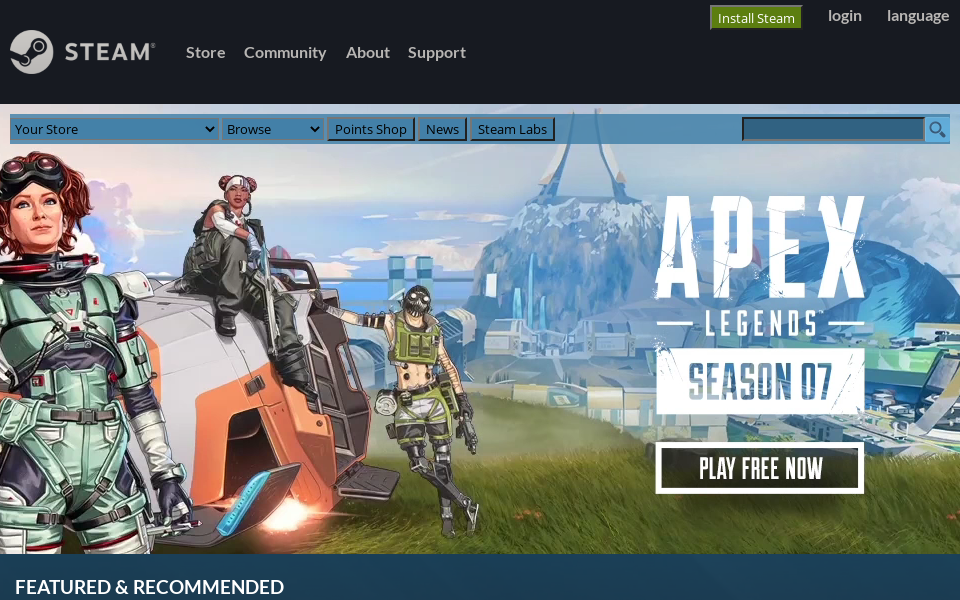 Install Steam login language
STEAM®
Store Community About Support
Your Store Browse Points Shop News Steam Labs
APEX
LEGENDS™
SEASON 07
PLAY FREE NOW
FEATURED & RECOMMENDED